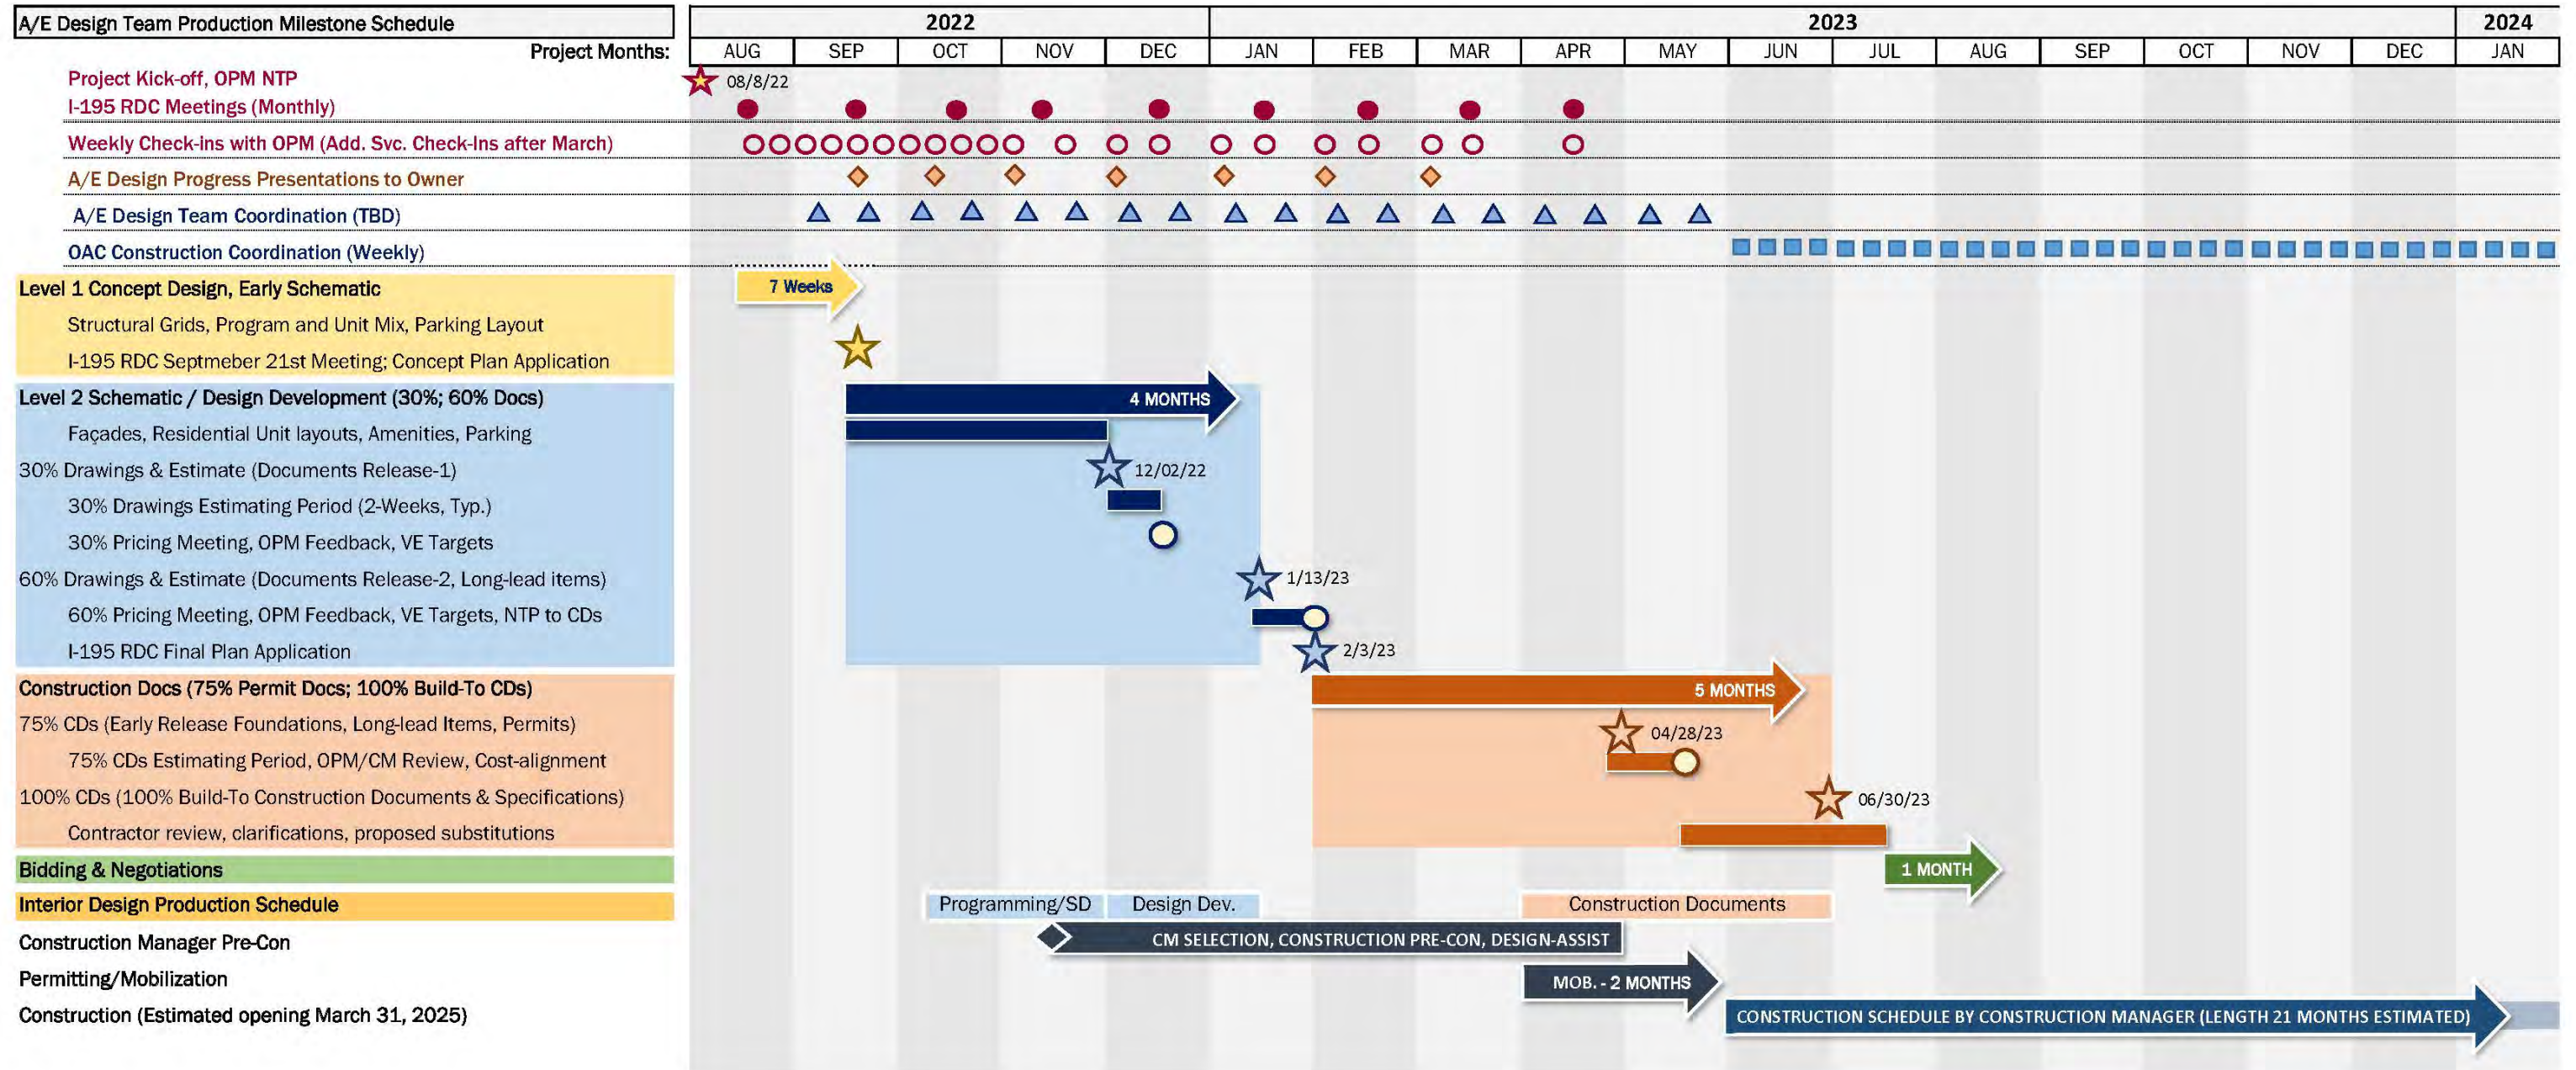 A/E Design Team Production Milestone Schedule
2022 2023 2024
Project Months: AUG SEP OCT NOV DEC JAN FEB MAR APR MAY JUN JUL AUG SEP OCT NOV DEC JAN
Project Kick-off, OPM NTP 08/8/22
I-195 RDC Meetings (Monthly)
Weekly Check-ins with OPM (Add. Svc. Check-Ins after March)
A/E Design Progress Presentations to Owner
A/E Design Team Coordination (TBD)
OAC Construction Coordination (Weekly)
Level 1 Concept Design, Early Schematic 7 Weeks
Structural Grids, Program and Unit Mix, Parking Layout
I-195 RDC Septmeber 21st Meeting; Concept Plan Application
Level 2 Schematic / Design Development (30%; 60% Docs) 4 MONTHS
Façades, Residential Unit layouts, Amenities, Parking
30% Drawings & Estimate (Documents Release-1) 12/02/22
30% Drawings Estimating Period (2-Weeks, Typ.)
30% Pricing Meeting, OPM Feedback, VE Targets
60% Drawings & Estimate (Documents Release-2, Long-lead items) 1/13/23
60% Pricing Meeting, OPM Feedback, VE Targets, NTP to CDs
I-195 RDC Final Plan Application 2/3/23
Construction Docs (75% Permit Docs; 100% Build-To CDs) 5 MONTHS
75% CDs (Early Release Foundations, Long-lead Items, Permits) 04/28/23
75% CDs Estimating Period, OPM/CM Review, Cost-alignment
100% CDs (100% Build-To Construction Documents & Specifications) 06/30/23
Contractor review, clarifications, proposed substitutions
Bidding & Negotiations 1 MONTH
Interior Design Production Schedule Programming/SD Design Dev. Construction Documents
Construction Manager Pre-Con CM SELECTION, CONSTRUCTION PRE-CON, DESIGN-ASSIST
Permitting/Mobilization MOB. - 2 MONTHS
Construction (Estimated opening March 31, 2025) CONSTRUCTION SCHEDULE BY CONSTRUCTION MANAGER (LENGTH 21 MONTHS ESTIMATED)